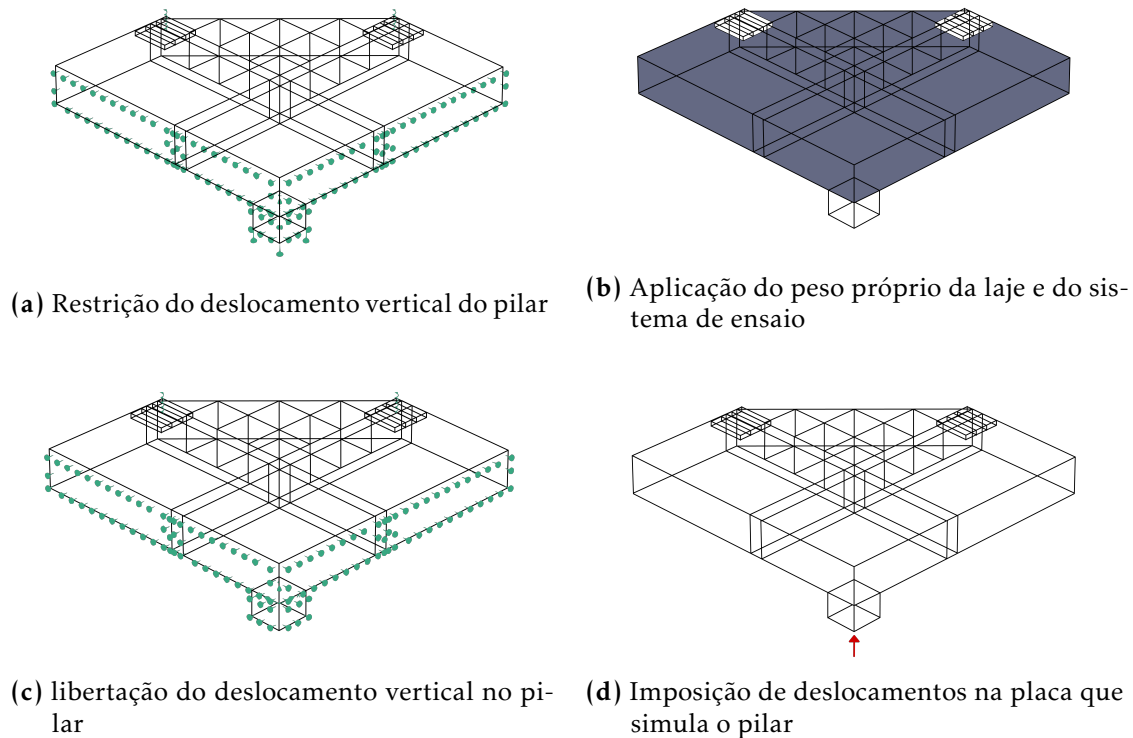 (a) Restrição do deslocamento vertical do pilar
(b) Aplicação do peso próprio da laje e do sis-
tema de ensaio
(c) libertação do deslocamento vertical no pi-
lar
(d) Imposição de deslocamentos na placa que
simula o pilar